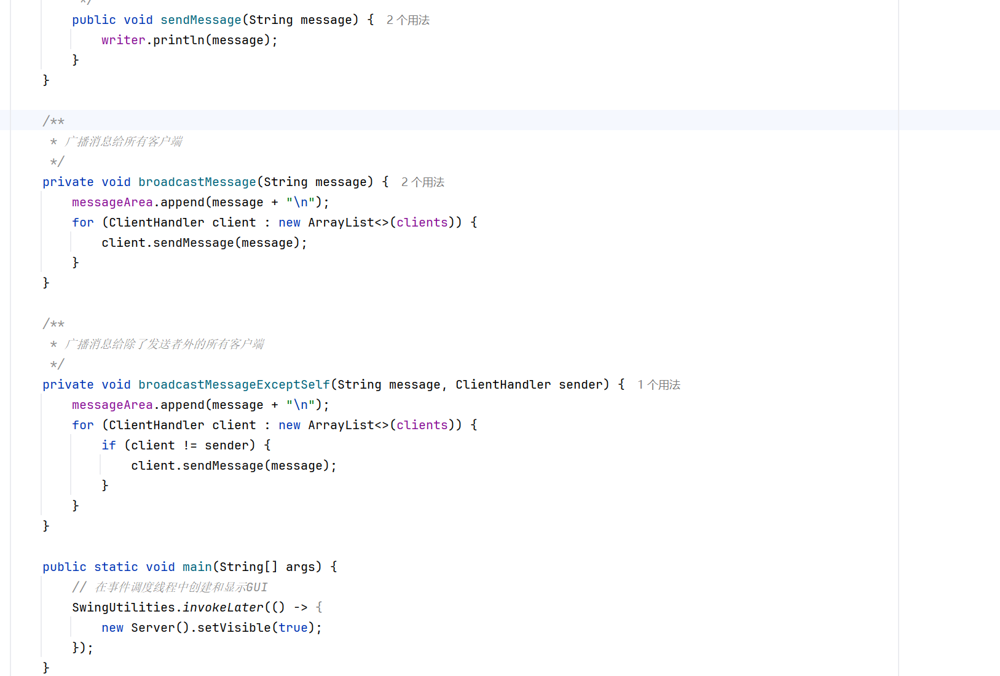 */
public void sendMessage(String message) { 2 个用法
writer.println(message);
}
}
/**
* 广播消息给所有客户端
*/
private void broadcastMessage(String message) { 2 个用法
messageArea.append(message + "\n");
for (ClientHandler client : new ArrayList<>(clients)) {
client.sendMessage(message);
}
}
/**
* 广播消息给除了发送者外的所有客户端
*/
private void broadcastMessageExceptSelf(String message, ClientHandler sender) { 1 个用法
messageArea.append(message + "\n");
for (ClientHandler client : new ArrayList<>(clients)) {
if (client != sender) {
client.sendMessage(message);
}
}
}
public static void main(String[] args) {
// 在事件调度线程中创建和显示GUI
SwingUtilities.invokeLater(() -> {
new Server().setVisible(true);
});
}